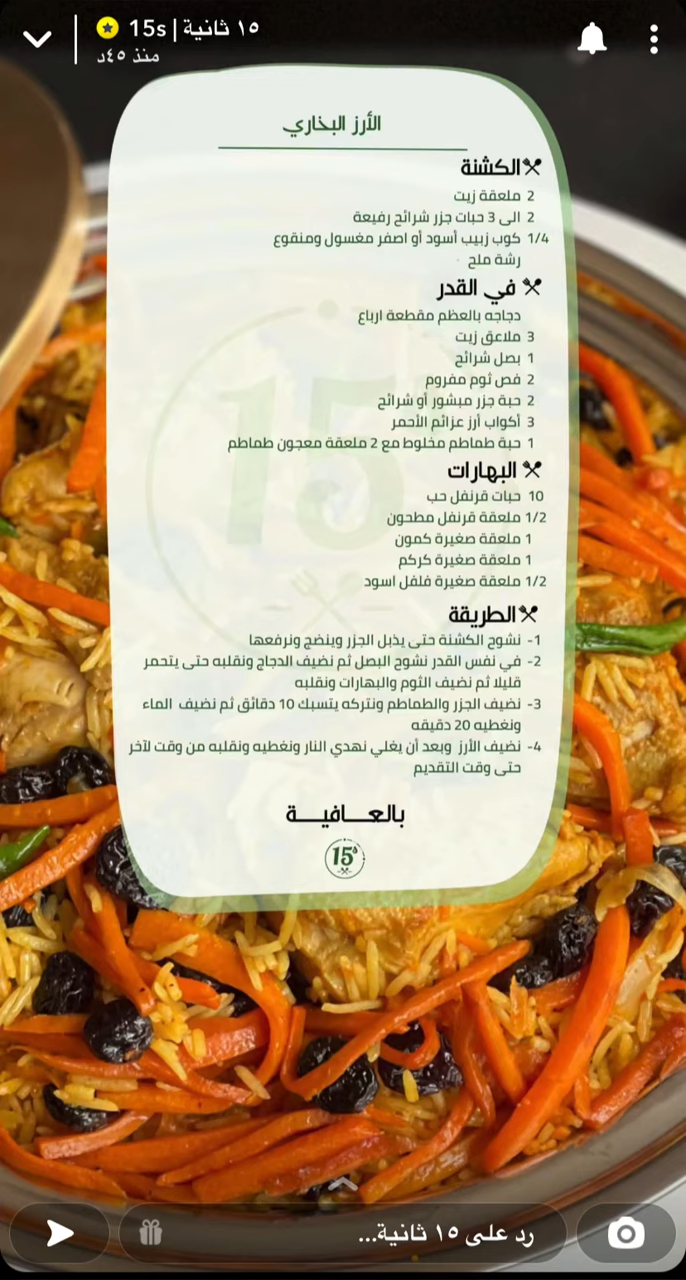 ١٥ ثانية | 15s
منذ ٤٥د
الأرز البخاري
الكشنة
2 ملعقة زيت
2 الى 3 حبات جزر شرائح رفيعة
1/4 كوب زبيب أسود أو اصفر مغسول ومنقوع
رشة ملح
في القدر
دجاجه بالعظم مقطعة ارباع
3 ملاعق زيت
1 بصل شرائح
2 فص ثوم مفروم
2 حبة جزر مبشور أو شرائح
3 أكواب أرز عزائم الأحمر
1 حبة طماطم مخلوط مع 2 ملعقة معجون طماطم
البهارات
10 حبات قرنفل حب
1/2 ملعقة قرنفل مطحون
1 ملعقة صغيرة كمون
1 ملعقة صغيرة كركم
1/2 ملعقة صغيرة فلفل اسود
الطريقة
1- نشوح الكشنة حتى يذبل الجزر وينضج ونرفعها
2- في نفس القدر نشوح البصل ثم نضيف الدجاج ونقلبه حتى يتحمر
قليلا ثم نضيف الثوم والبهارات ونقلبه
3- نضيف الجزر والطماطم ونتركه يتسبك 10 دقائق ثم نضيف الماء
ونغطيه 20 دقيقه
4- نضيف الأرز وبعد أن يغلي نهدي النار ونغطيه ونقلبه من وقت لآخر
حتى وقت التقديم
بالعـــافيـــة
15s
رد على ١٥ ثانية...